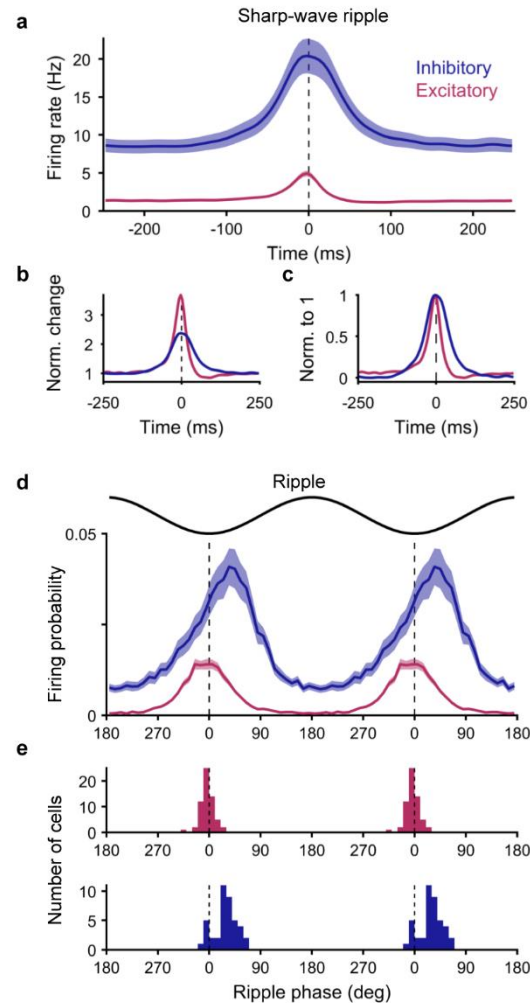 a
Sharp-wave ripple
Firing rate (Hz)
20
15
10
5
0
Inhibitory
Excitatory
-200 -100 0 100 200
Time (ms)
b
Norm. change
3
2
1
-250 0 250
Time (ms)
c
Norm. to 1
1
0.5
0
-250 0 250
Time (ms)
d
Ripple
Firing probability
0.05
0
180 270 0 90 180 270 0 90 180
e
Number of cells
20
10
0
180 270 0 90 180 270 0 90 180
10
5
0
180 270 0 90 180 270 0 90 180
Ripple phase (deg)